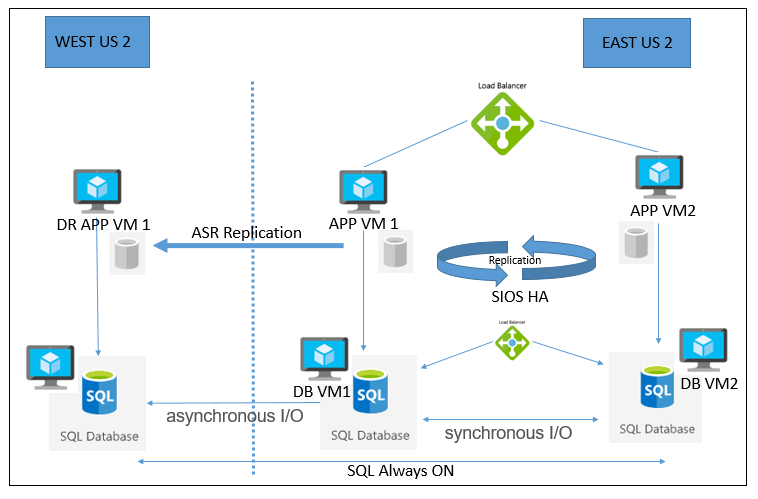 WEST US 2
EAST US 2
Load Balancer
DR APP VM 1
APP VM 1
APP VM2
ASR Replication
Replication
SIOS HA
Load Balancer
DB VM1
DB VM2
SQL
SQL
SQL
SQL Database
SQL Database
SQL Database
asynchronous I/O
synchronous I/O
SQL Always ON